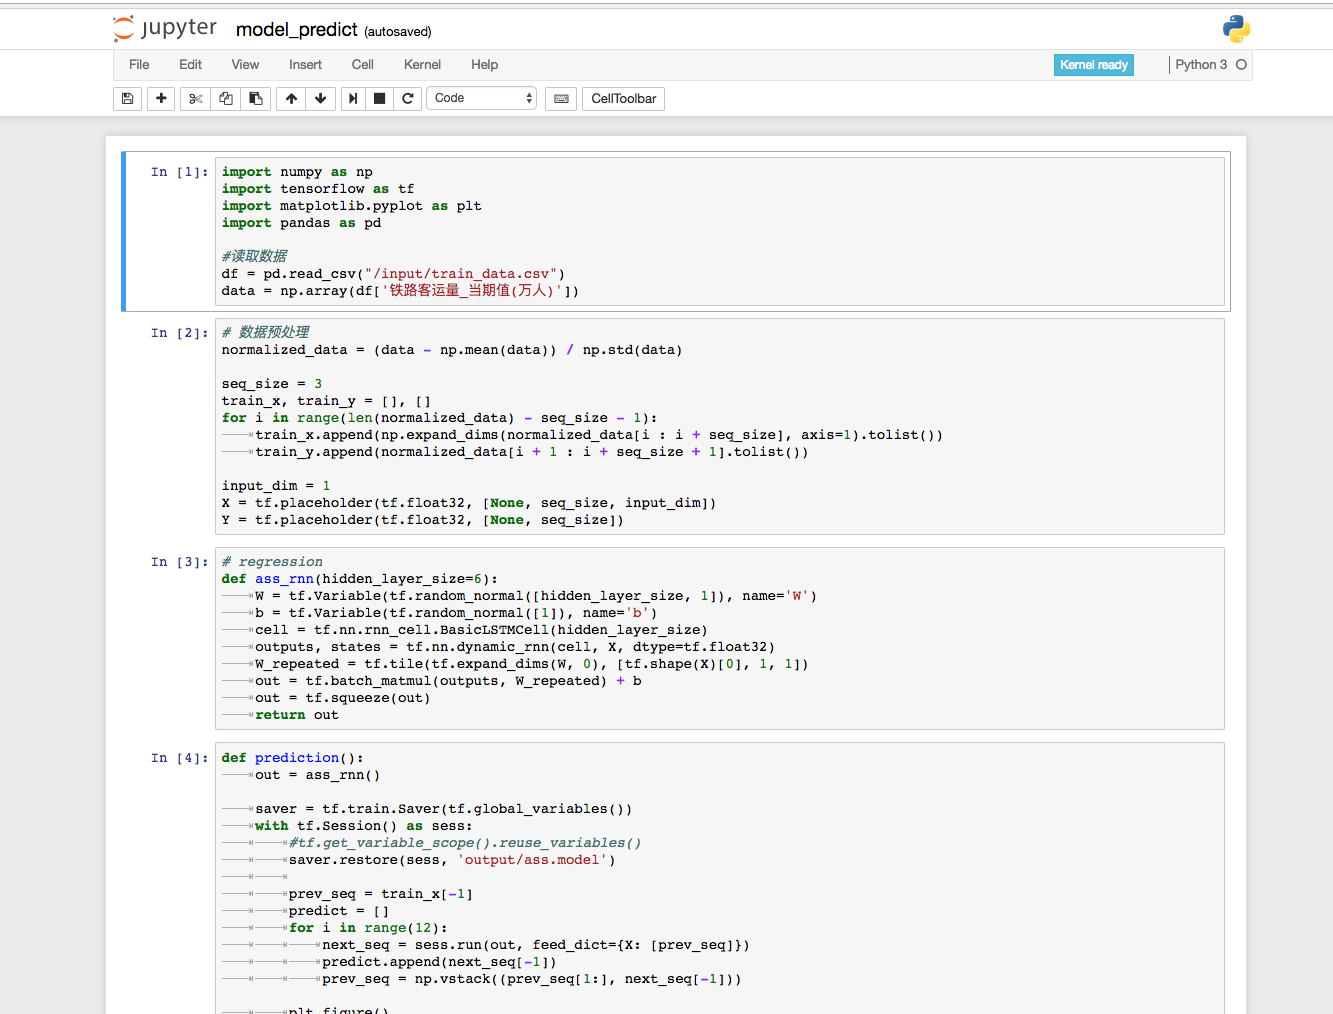 jupyter model_predict (autosaved)
File Edit View Insert Cell Kernel Help Kernel ready Python 3
Code CellToolbar
In [1]: import numpy as np
import tensorflow as tf
import matplotlib.pyplot as plt
import pandas as pd
#读取数据
df = pd.read_csv("/input/train_data.csv")
data = np.array(df['铁路客运量_当期值(万人)'])
In [2]: # 数据预处理
normalized_data = (data - np.mean(data)) / np.std(data)
seq_size = 3
train_x, train_y = [], []
for i in range(len(normalized_data) - seq_size - 1):
train_x.append(np.expand_dims(normalized_data[i : i + seq_size], axis=1).tolist())
train_y.append(normalized_data[i + 1 : i + seq_size + 1].tolist())
input_dim = 1
X = tf.placeholder(tf.float32, [None, seq_size, input_dim])
Y = tf.placeholder(tf.float32, [None, seq_size])
In [3]: # regression
def ass_rnn(hidden_layer_size=6):
W = tf.Variable(tf.random_normal([hidden_layer_size, 1]), name='W')
b = tf.Variable(tf.random_normal([1]), name='b')
cell = tf.nn.rnn_cell.BasicLSTMCell(hidden_layer_size)
outputs, states = tf.nn.dynamic_rnn(cell, X, dtype=tf.float32)
W_repeated = tf.tile(tf.expand_dims(W, 0), [tf.shape(X)[0], 1, 1])
out = tf.batch_matmul(outputs, W_repeated) + b
out = tf.squeeze(out)
return out
In [4]: def prediction():
out = ass_rnn()
saver = tf.train.Saver(tf.global_variables())
with tf.Session() as sess:
#tf.get_variable_scope().reuse_variables()
saver.restore(sess, 'output/ass.model')
prev_seq = train_x[-1]
predict = []
for i in range(12):
next_seq = sess.run(out, feed_dict={X: [prev_seq]})
predict.append(next_seq[-1])
prev_seq = np.vstack((prev_seq[1:], next_seq[-1]))
plt.figure()